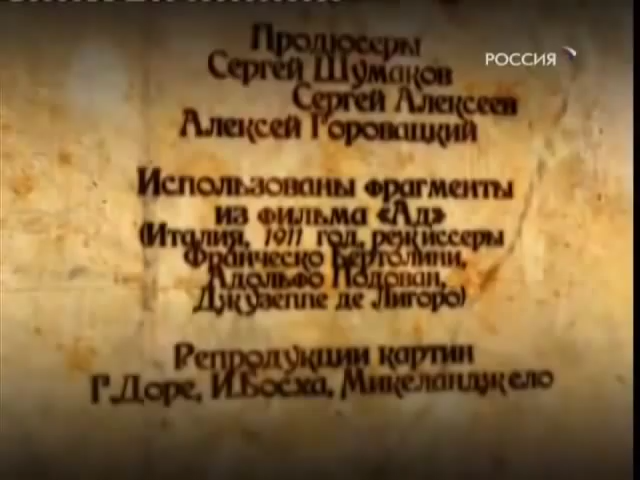 РОССИЯ
Продюсеры
Сергей Шумаков
Сергей Алексеев
Алексей Горовацкий
Использованы фрагменты
из фильма «Ад»
(Италия, 1911 год, режиссеры
Франческо Бертолини,
Адольфо Падован,
Джузеппе де Лигоро)
Репродукции картин
Г.Доре, И.Босха, Микеланджело